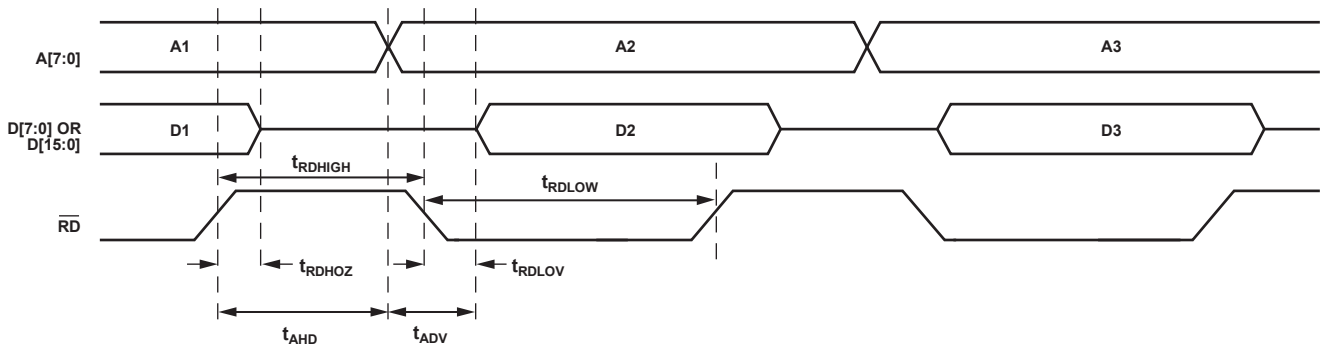 A[7:0]
A1
A2
A3
D[7:0] OR
D[15:0]
D1
D2
D3
tRDHIGH
tRDLOW
RD
tRDHOZ
tRDLOV
tAHD
tADV